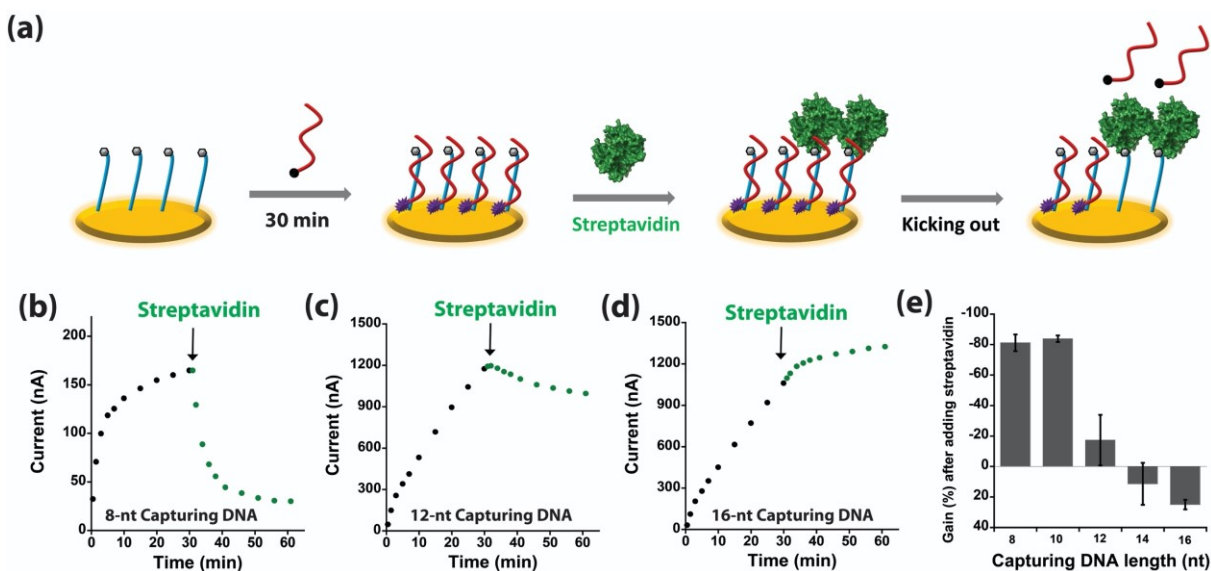 (a)
30 min
Streptavidin
Kicking out
(b)
Streptavidin
Current (nA)
200
150
100
50
0
8-nt Capturing DNA
0 10 20 30 40 50 60
Time (min)
(c)
Streptavidin
Current (nA)
1500
1200
900
600
300
0
12-nt Capturing DNA
0 10 20 30 40 50 60
Time (min)
(d)
Streptavidin
Current (nA)
1500
1200
900
600
300
0
16-nt Capturing DNA
0 10 20 30 40 50 60
Time (min)
(e)
Gain (%) after adding streptavidin
-100
-80
-60
-40
-20
0
20
40
8 10 12 14 16
Capturing DNA length (nt)